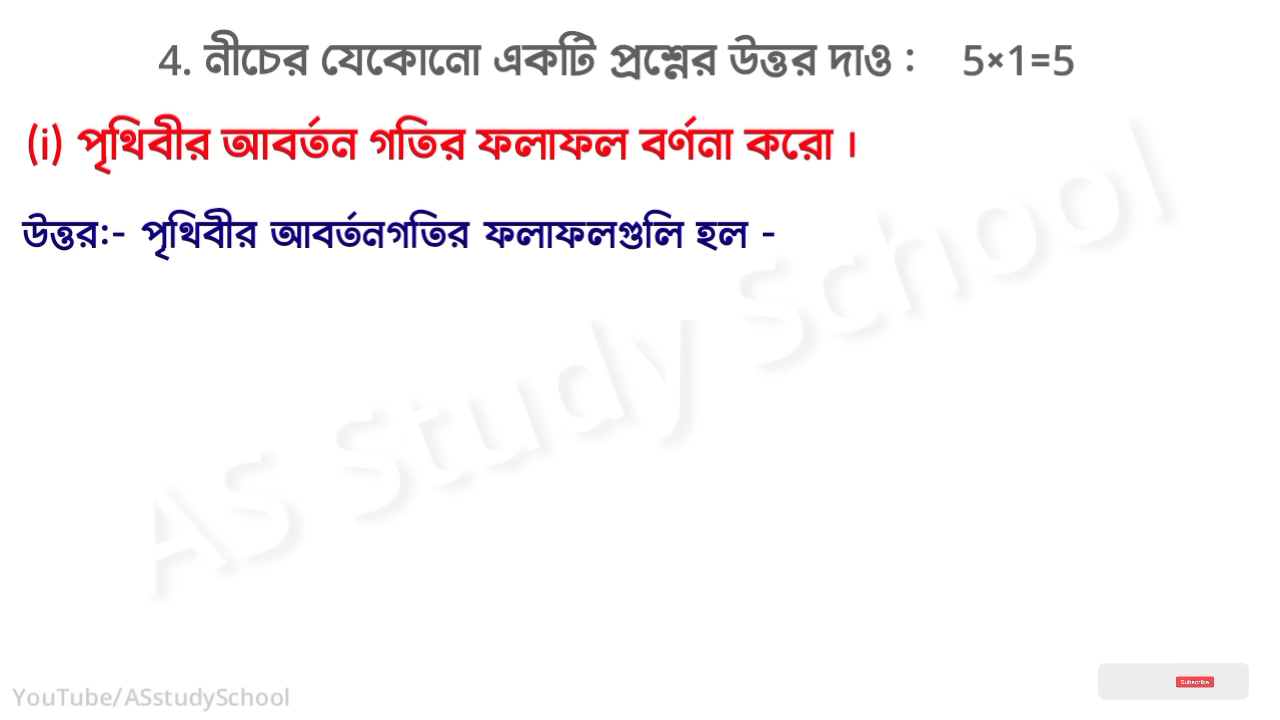 4. নীচের যেকোনো একটি প্রশ্নের উত্তর দাও : 5×1=5
(i) পৃথিবীর আবর্তন গতির ফলাফল বর্ণনা করো ।
উত্তর:- পৃথিবীর আবর্তনগতির ফলাফলগুলি হল -
AS Study School
YouTube/ASstudySchool
Subscribe